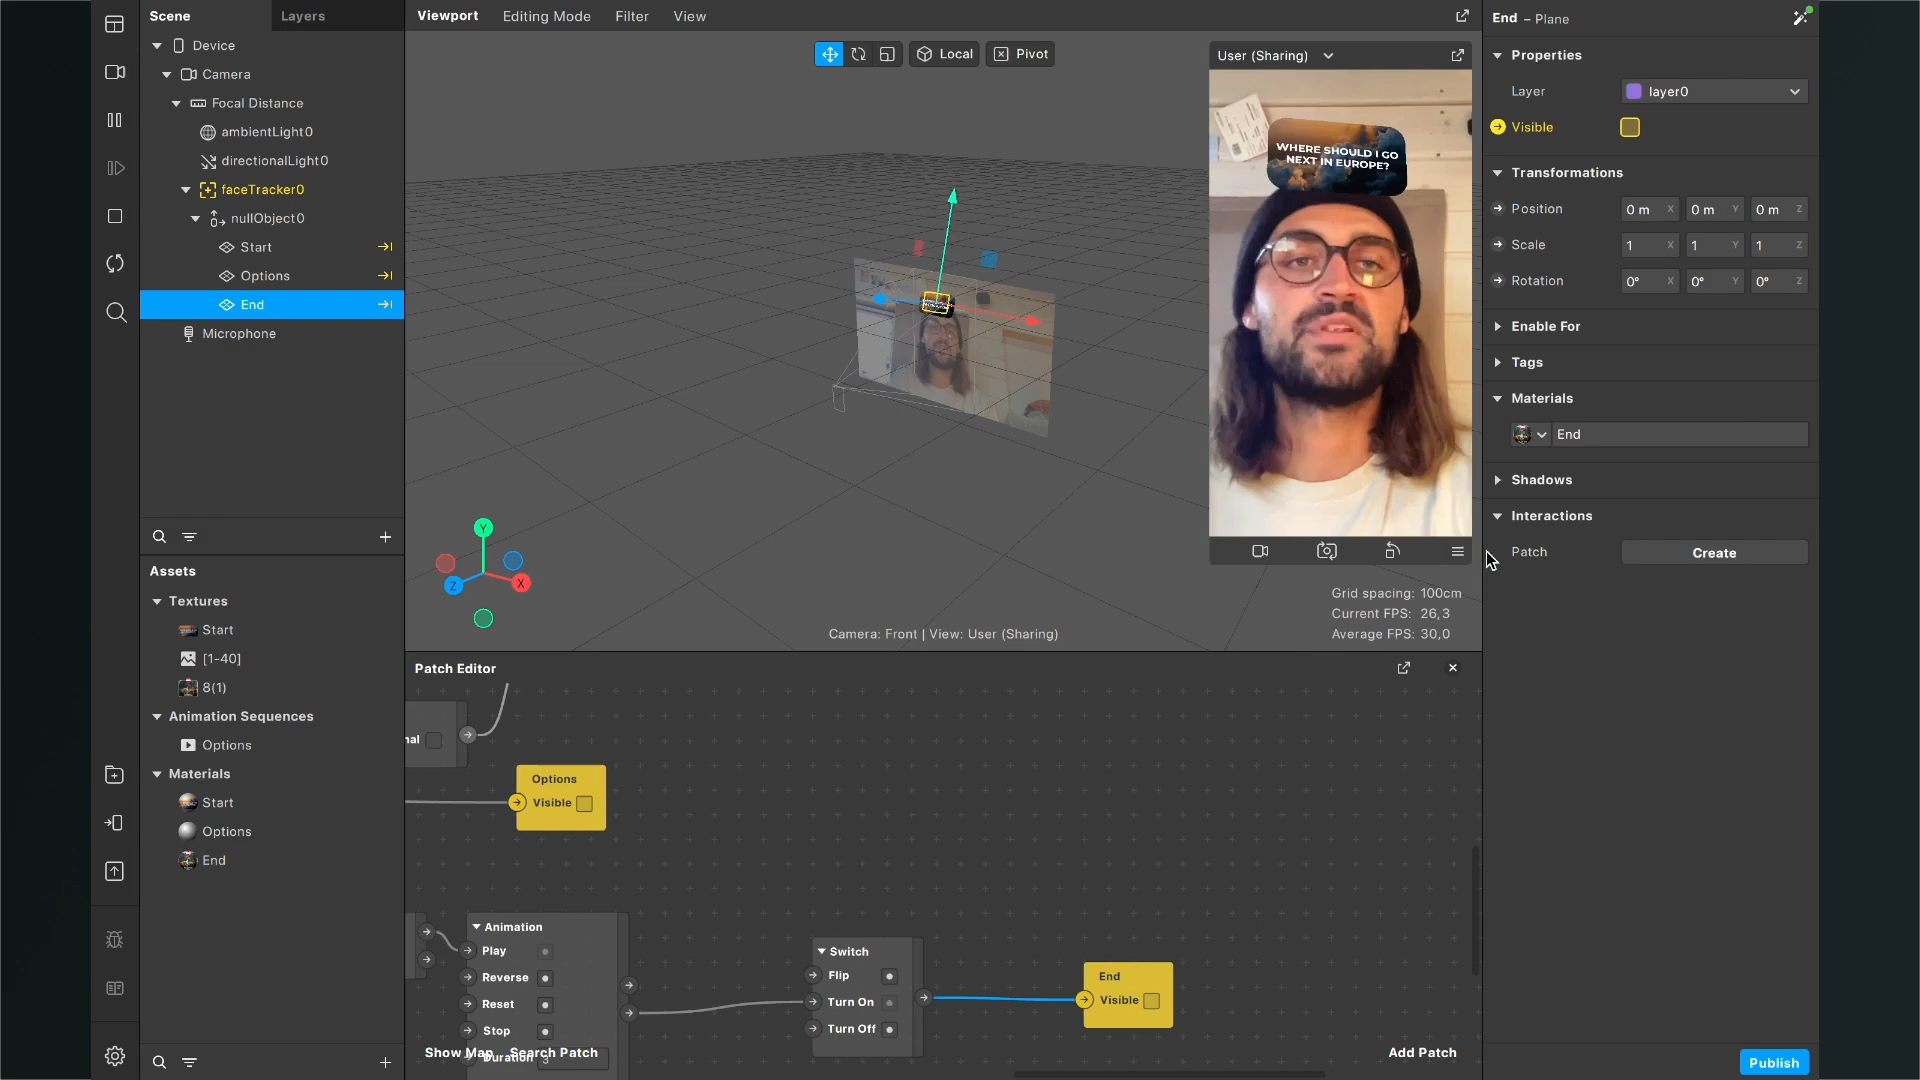 Scene
Layers
Device
Camera
Focal Distance
ambientLight0
directionalLight0
faceTracker0
nullObject0
Start
Options
End
Microphone
Assets
Textures
Start
[1-40]
8(1)
Animation Sequences
Options
Materials
Start
Options
End
Viewport
Editing Mode
Filter
View
Local
Pivot
User (Sharing)
WHERE SHOULD I GO
NEXT IN EUROPE?
Y
Z
X
Camera: Front | View: User (Sharing)
Grid spacing: 100cm
Current FPS: 26,3
Average FPS: 30,0
Patch Editor
nal
Options
Visible
Animation
Play
Reverse
Reset
Stop
Duration 3
Switch
Flip
Turn On
Turn Off
End
Visible
Show Map
Search Patch
Add Patch
End – Plane
Properties
Layer
layer0
Visible
Transformations
Position
0 m X
0 m Y
0 m Z
Scale
1 X
1 Y
1 Z
Rotation
0° X
0° Y
0° Z
Enable For
Tags
Materials
End
Shadows
Interactions
Patch
Create
Publish